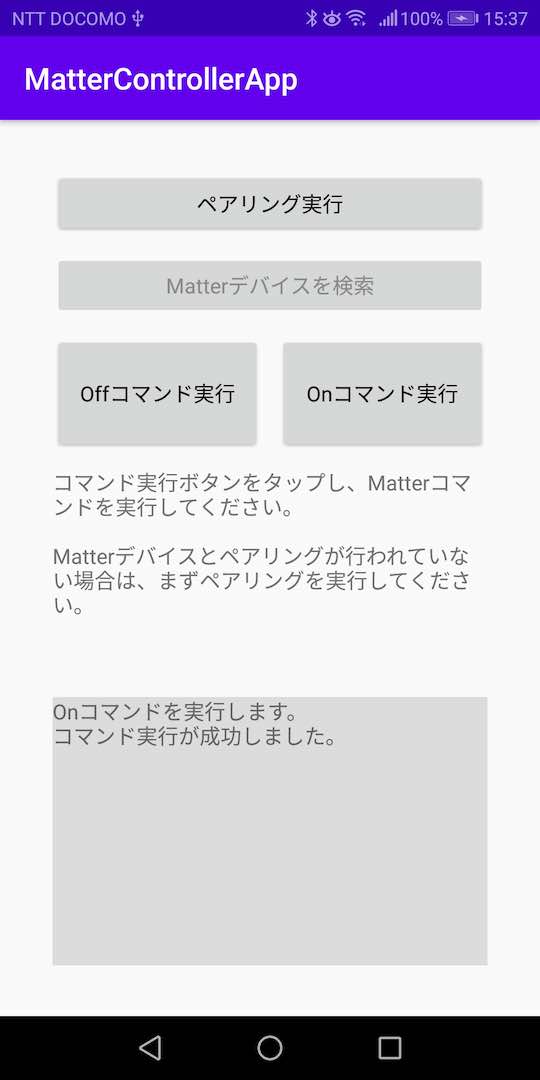 NTT DOCOMO
100%
15:37
MatterControllerApp
ペアリング実行
Matterデバイスを検索
Offコマンド実行
Onコマンド実行
コマンド実行ボタンをタップし、Matterコマ
ンドを実行してください。
Matterデバイスとペアリングが行われていな
い場合は、まずペアリングを実行してくださ
い。
Onコマンドを実行します。
コマンド実行が成功しました。